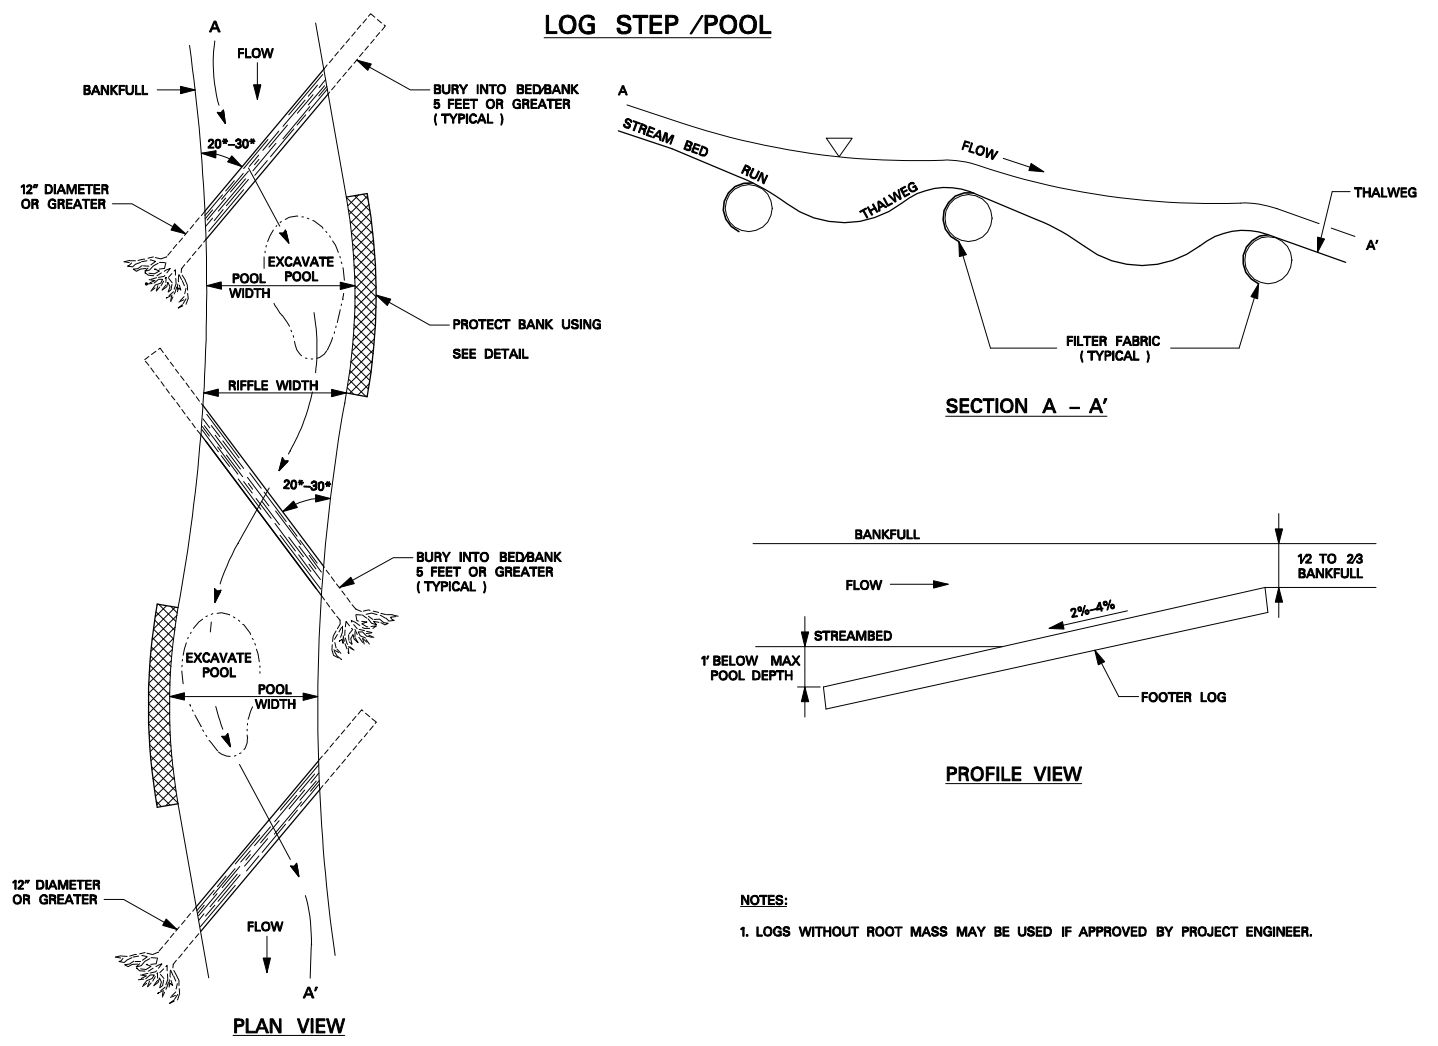 LOG STEP /POOL
A
FLOW
BANKFULL
BURY INTO BED/BANK
5 FEET OR GREATER
( TYPICAL )
20°-30°
12" DIAMETER
OR GREATER
EXCAVATE
POOL
POOL
WIDTH
PROTECT BANK USING
SEE DETAIL
RIFFLE WIDTH
20°-30°
BURY INTO BED/BANK
5 FEET OR GREATER
( TYPICAL )
EXCAVATE
POOL
POOL
WIDTH
12" DIAMETER
OR GREATER
FLOW
A'
PLAN VIEW
A
STREAM BED
RUN
THALWEG
FLOW
THALWEG
A'
FILTER FABRIC
( TYPICAL )
SECTION A - A'
BANKFULL
1/2 TO 2/3
BANKFULL
FLOW
2%-4%
STREAMBED
1' BELOW MAX
POOL DEPTH
FOOTER LOG
PROFILE VIEW
NOTES:
1. LOGS WITHOUT ROOT MASS MAY BE USED IF APPROVED BY PROJECT ENGINEER.